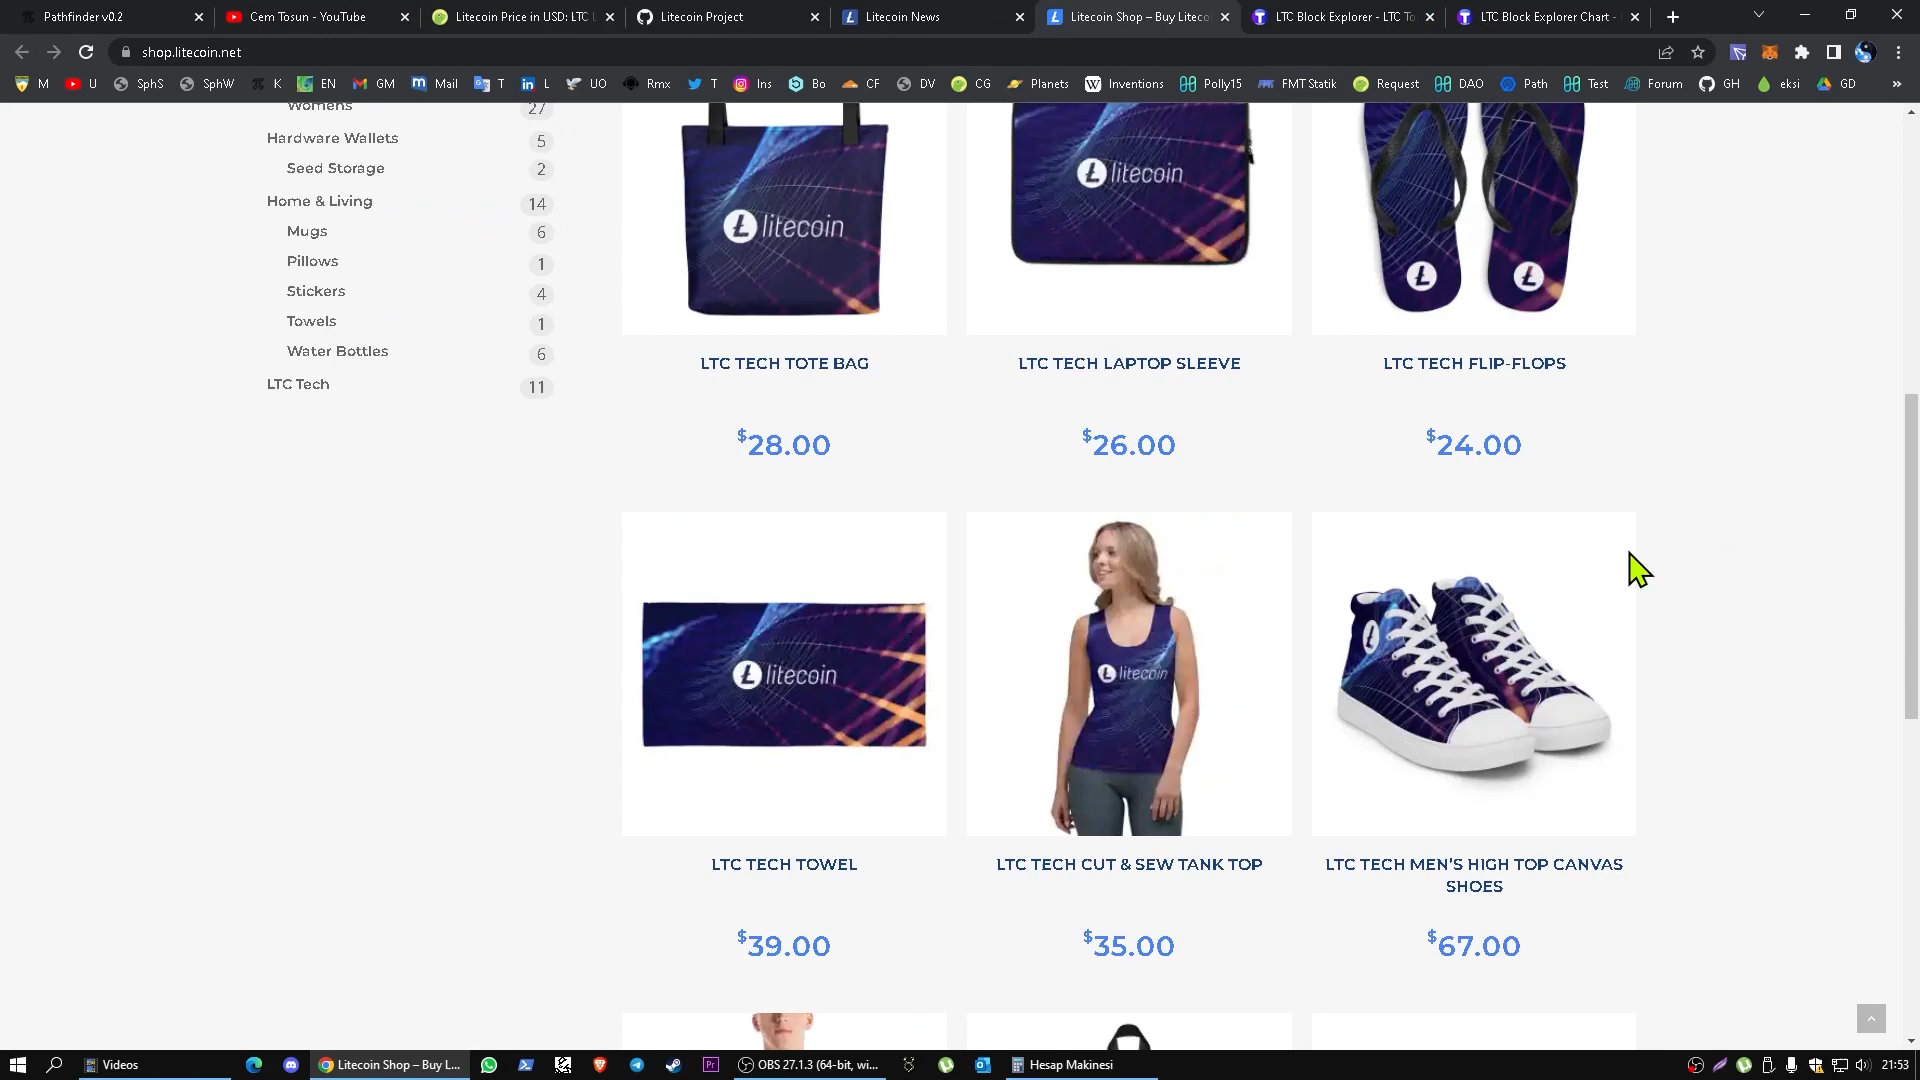 Pathfinder v0.2
Cem Tosun - YouTube
Litecoin Price in USD: LTC L
Litecoin Project
Litecoin News
Litecoin Shop – Buy Liteco
LTC Block Explorer - LTC To
LTC Block Explorer Chart -
shop.litecoin.net
M U SphS SphW K EN GM Mail T L UO Rmx T Ins Bo CF DV CG Planets Inventions Polly15 FMT Statik Request DAO Path Test Forum GH eksi GD »
Womens 27
Hardware Wallets 5
Seed Storage 2
Home & Living 14
Mugs 6
Pillows 1
Stickers 4
Towels 1
Water Bottles 6
LTC Tech 11
litecoin
litecoin
LTC TECH TOTE BAG
LTC TECH LAPTOP SLEEVE
LTC TECH FLIP-FLOPS
$28.00
$26.00
$24.00
litecoin
litecoin
LTC TECH TOWEL
LTC TECH CUT & SEW TANK TOP
LTC TECH MEN'S HIGH TOP CANVAS
SHOES
$39.00
$35.00
$67.00
Videos
Litecoin Shop – Buy L...
Pr
OBS 27.1.3 (64-bit, wi...
Hesap Makinesi
21:53